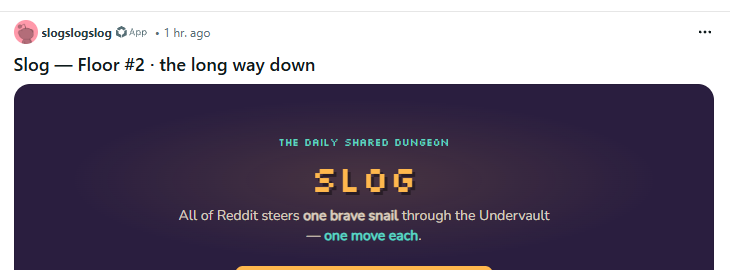 slogslogslog App • 1 hr. ago
Slog — Floor #2 · the long way down
THE DAILY SHARED DUNGEON
SLOG
All of Reddit steers one brave snail through the Undervault
— one move each.